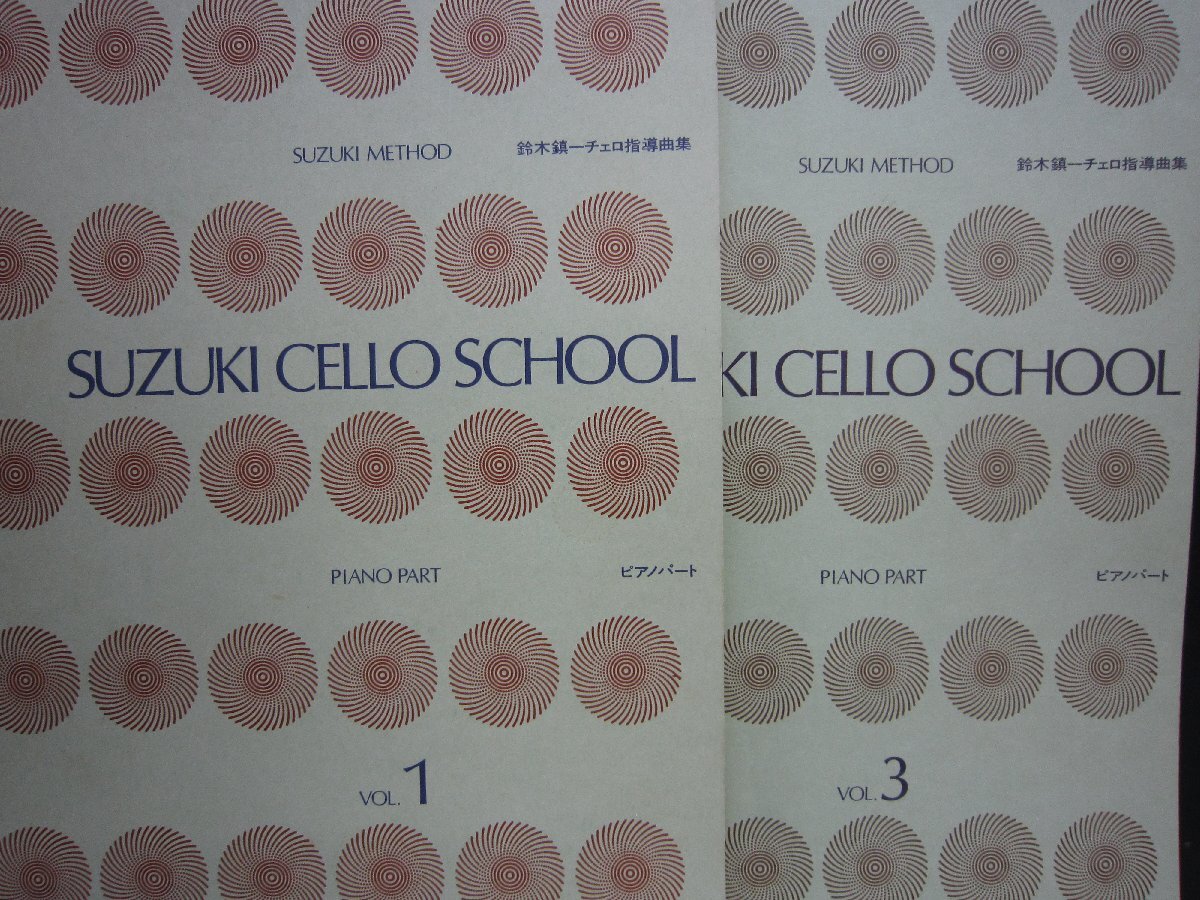 SUZUKI METHOD 鈴木鎮一チェロ指導曲集
SUZUKI CELLO SCHOOL
PIANO PART ピアノパート
VOL. 1
SUZUKI METHOD 鈴木鎮一チェロ指導曲集
KI CELLO SCHOOL
PIANO PART ピアノパート
VOL. 3